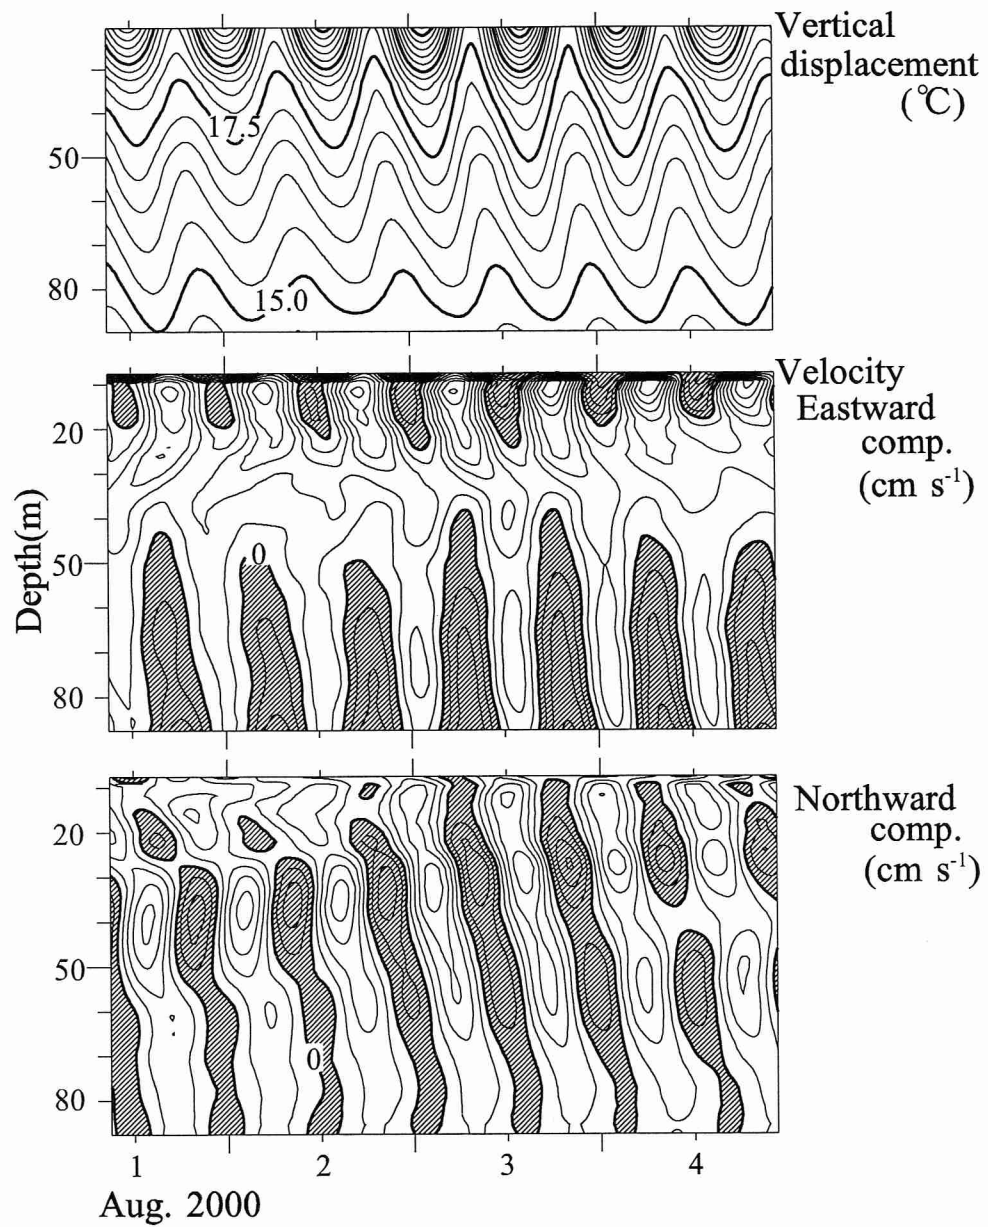 Vertical
displacement
(℃)
17.5
50
15.0
80
Velocity
Eastward
comp.
(cm s⁻¹)
20
0
50
80
Depth(m)
Northward
comp.
(cm s⁻¹)
20
50
0
80
1 2 3 4
Aug. 2000